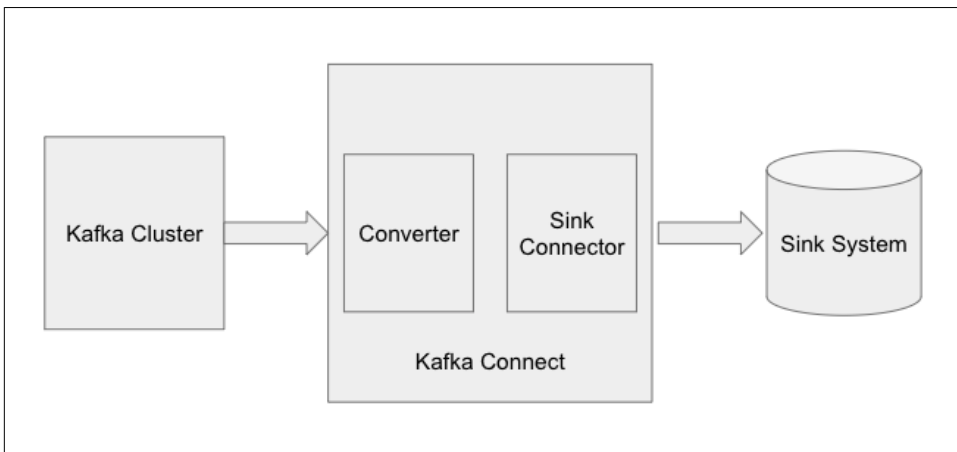 Kafka Cluster
Converter
Sink
Connector
Kafka Connect
Sink System